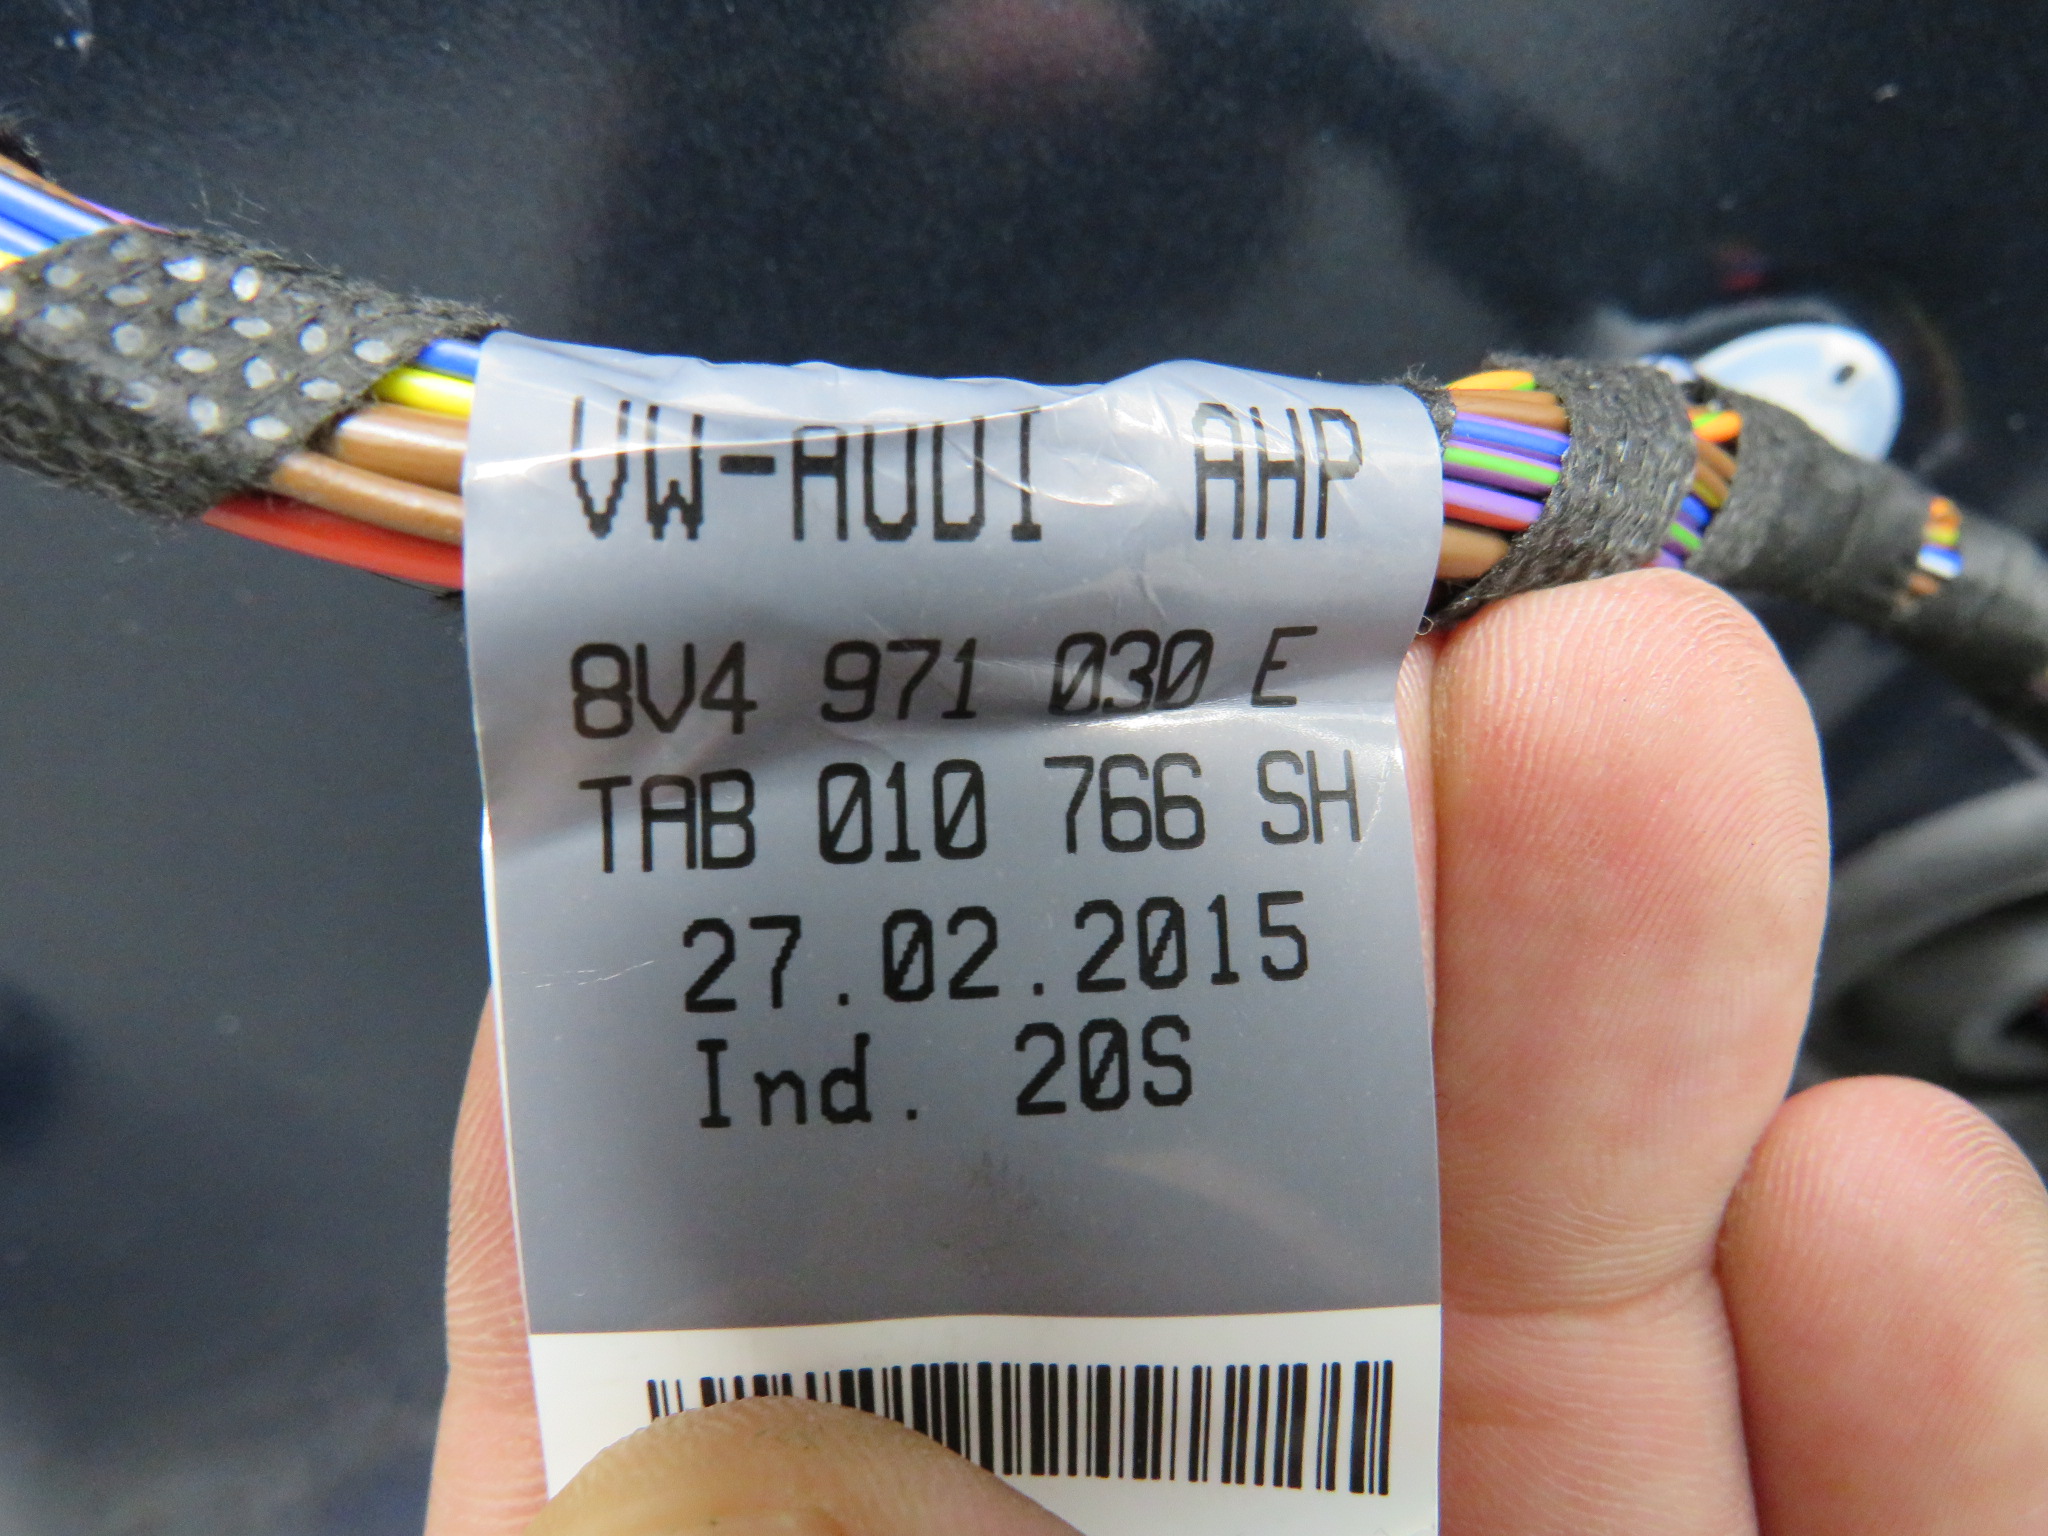 VW-AUDI AHP
8V4 971 030 E
TAB 010 766 SH
27.02.2015
Ind. 20S